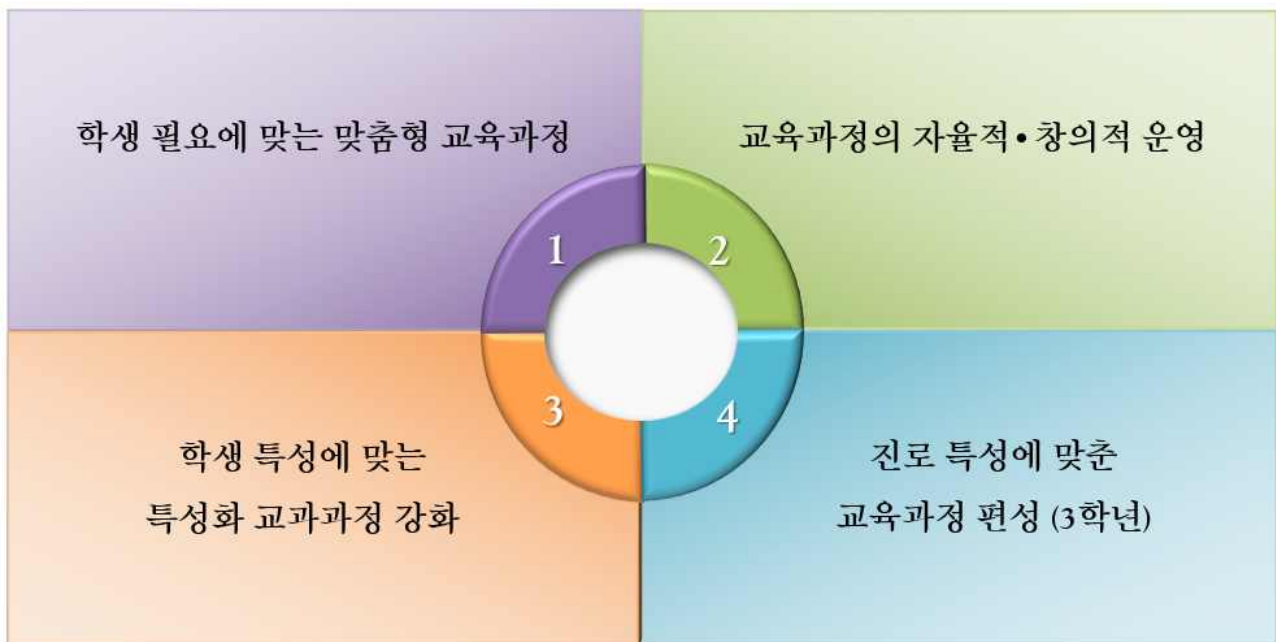 학생 필요에 맞는 맞춤형 교육과정
1
교육과정의 자율적•창의적 운영
2
학생 특성에 맞는
특성화 교과과정 강화
3
진로 특성에 맞춘
교육과정 편성 (3학년)
4